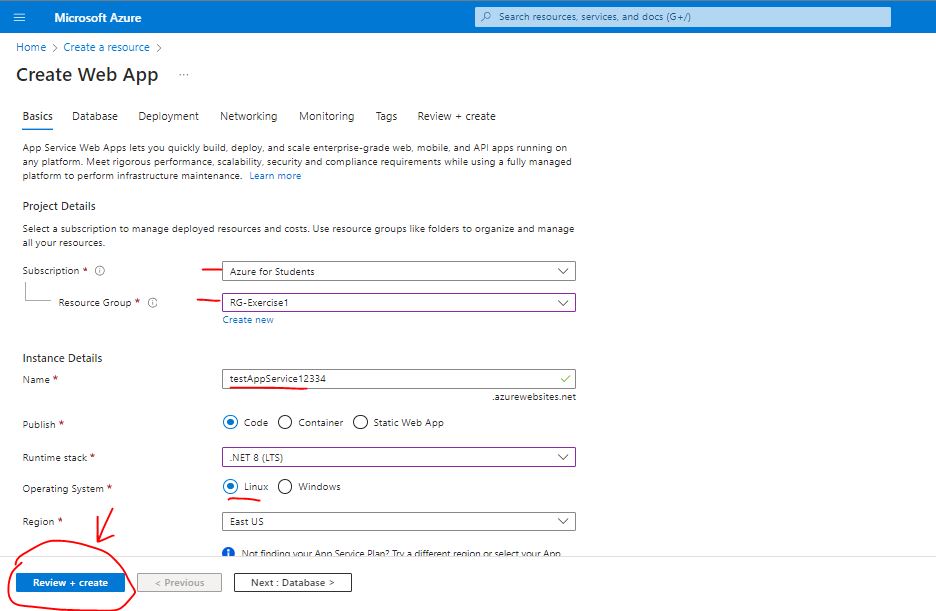 Microsoft Azure
Search resources, services, and docs (G+/)
Home > Create a resource >
Create Web App ...
Basics Database Deployment Networking Monitoring Tags Review + create
App Service Web Apps lets you quickly build, deploy, and scale enterprise-grade web, mobile, and API apps running on
any platform. Meet rigorous performance, scalability, security and compliance requirements while using a fully managed
platform to perform infrastructure maintenance. Learn more
Project Details
Select a subscription to manage deployed resources and costs. Use resource groups like folders to organize and manage
all your resources.
Subscription * Azure for Students
Resource Group * RG-Exercise1
Create new
Instance Details
Name * testAppService12334
.azurewebsites.net
Publish * Code Container Static Web App
Runtime stack * .NET 8 (LTS)
Operating System * Linux Windows
Region * East US
Not finding your App Service Plan? Try a different region or select your App
Review + create < Previous Next : Database >